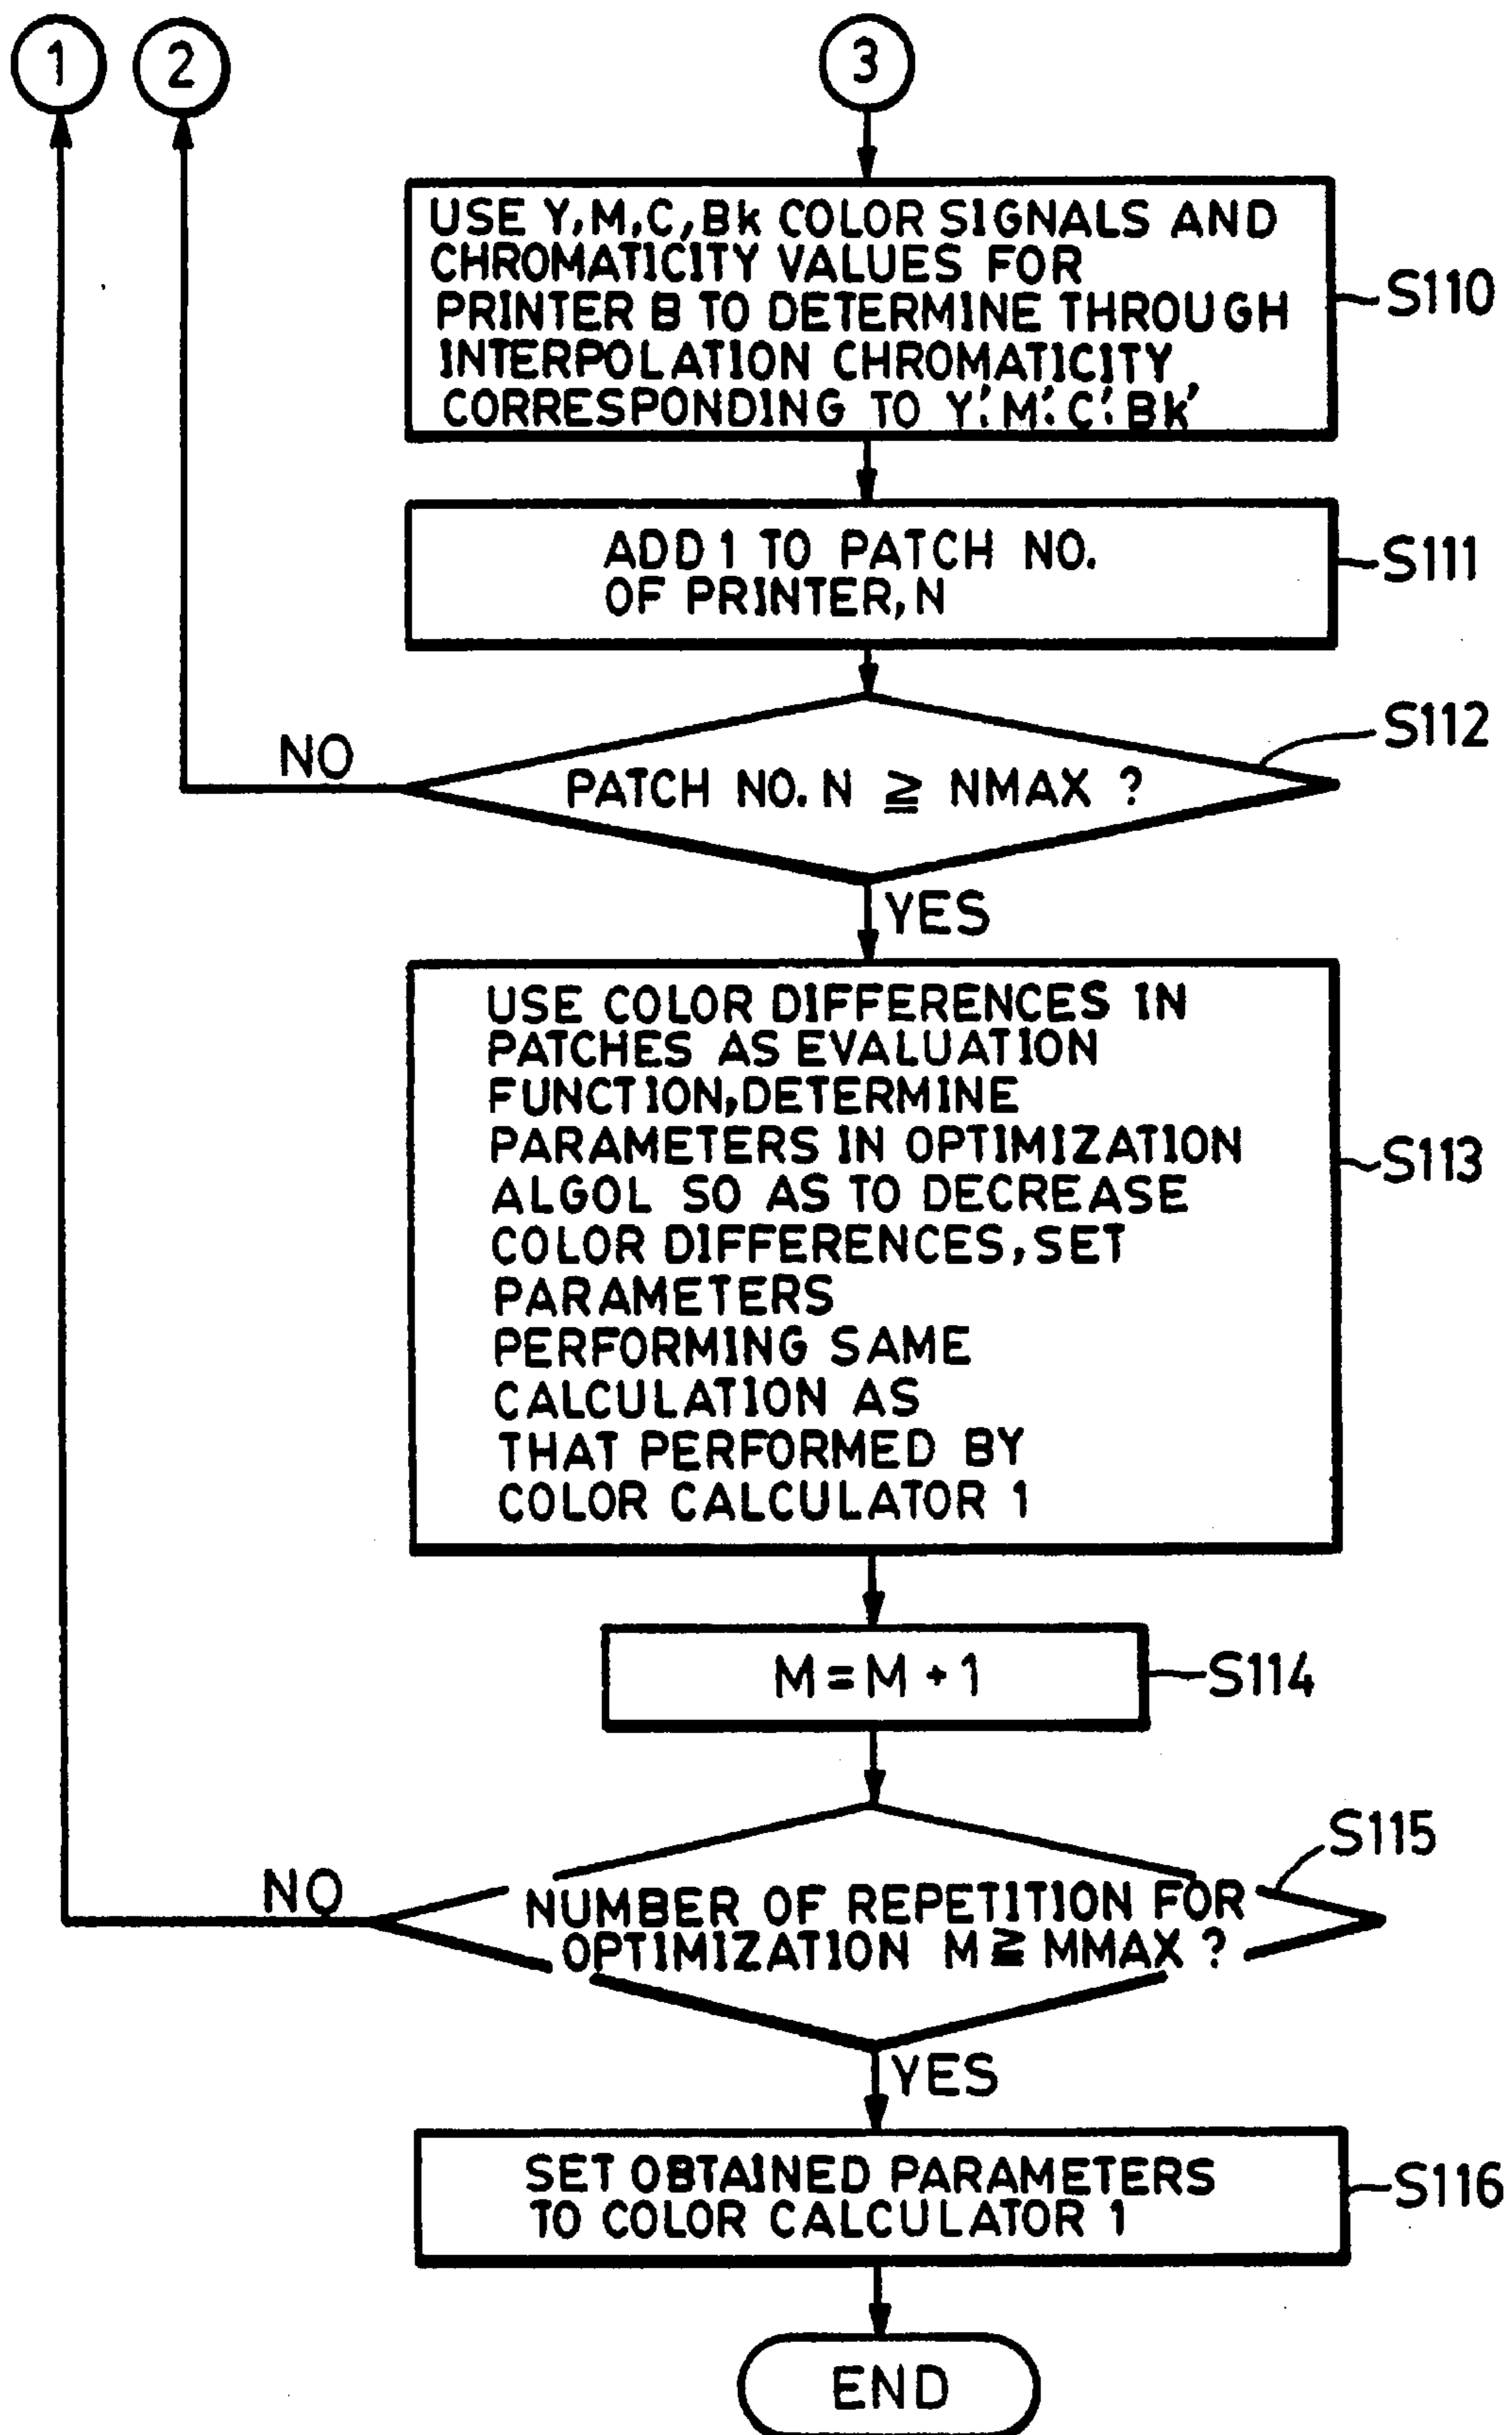 1
2
3
USE Y,M,C,Bk COLOR SIGNALS AND
CHROMATICITY VALUES FOR
PRINTER B TO DETERMINE THROUGH
INTERPOLATION CHROMATICITY
CORRESPONDING TO Y',M',C',Bk'
S110
ADD 1 TO PATCH NO.
OF PRINTER,N
S111
S112
NO
PATCH NO. N ≧ NMAX ?
YES
USE COLOR DIFFERENCES IN
PATCHES AS EVALUATION
FUNCTION,DETERMINE
PARAMETERS IN OPTIMIZATION
ALGOL SO AS TO DECREASE
COLOR DIFFERENCES,SET
PARAMETERS
PERFORMING SAME
CALCULATION AS
THAT PERFORMED BY
COLOR CALCULATOR 1
S113
M=M+1
S114
S115
NO
NUMBER OF REPETITION FOR
OPTIMIZATION M≧MMAX ?
YES
SET OBTAINED PARAMETERS
TO COLOR CALCULATOR 1
S116
END